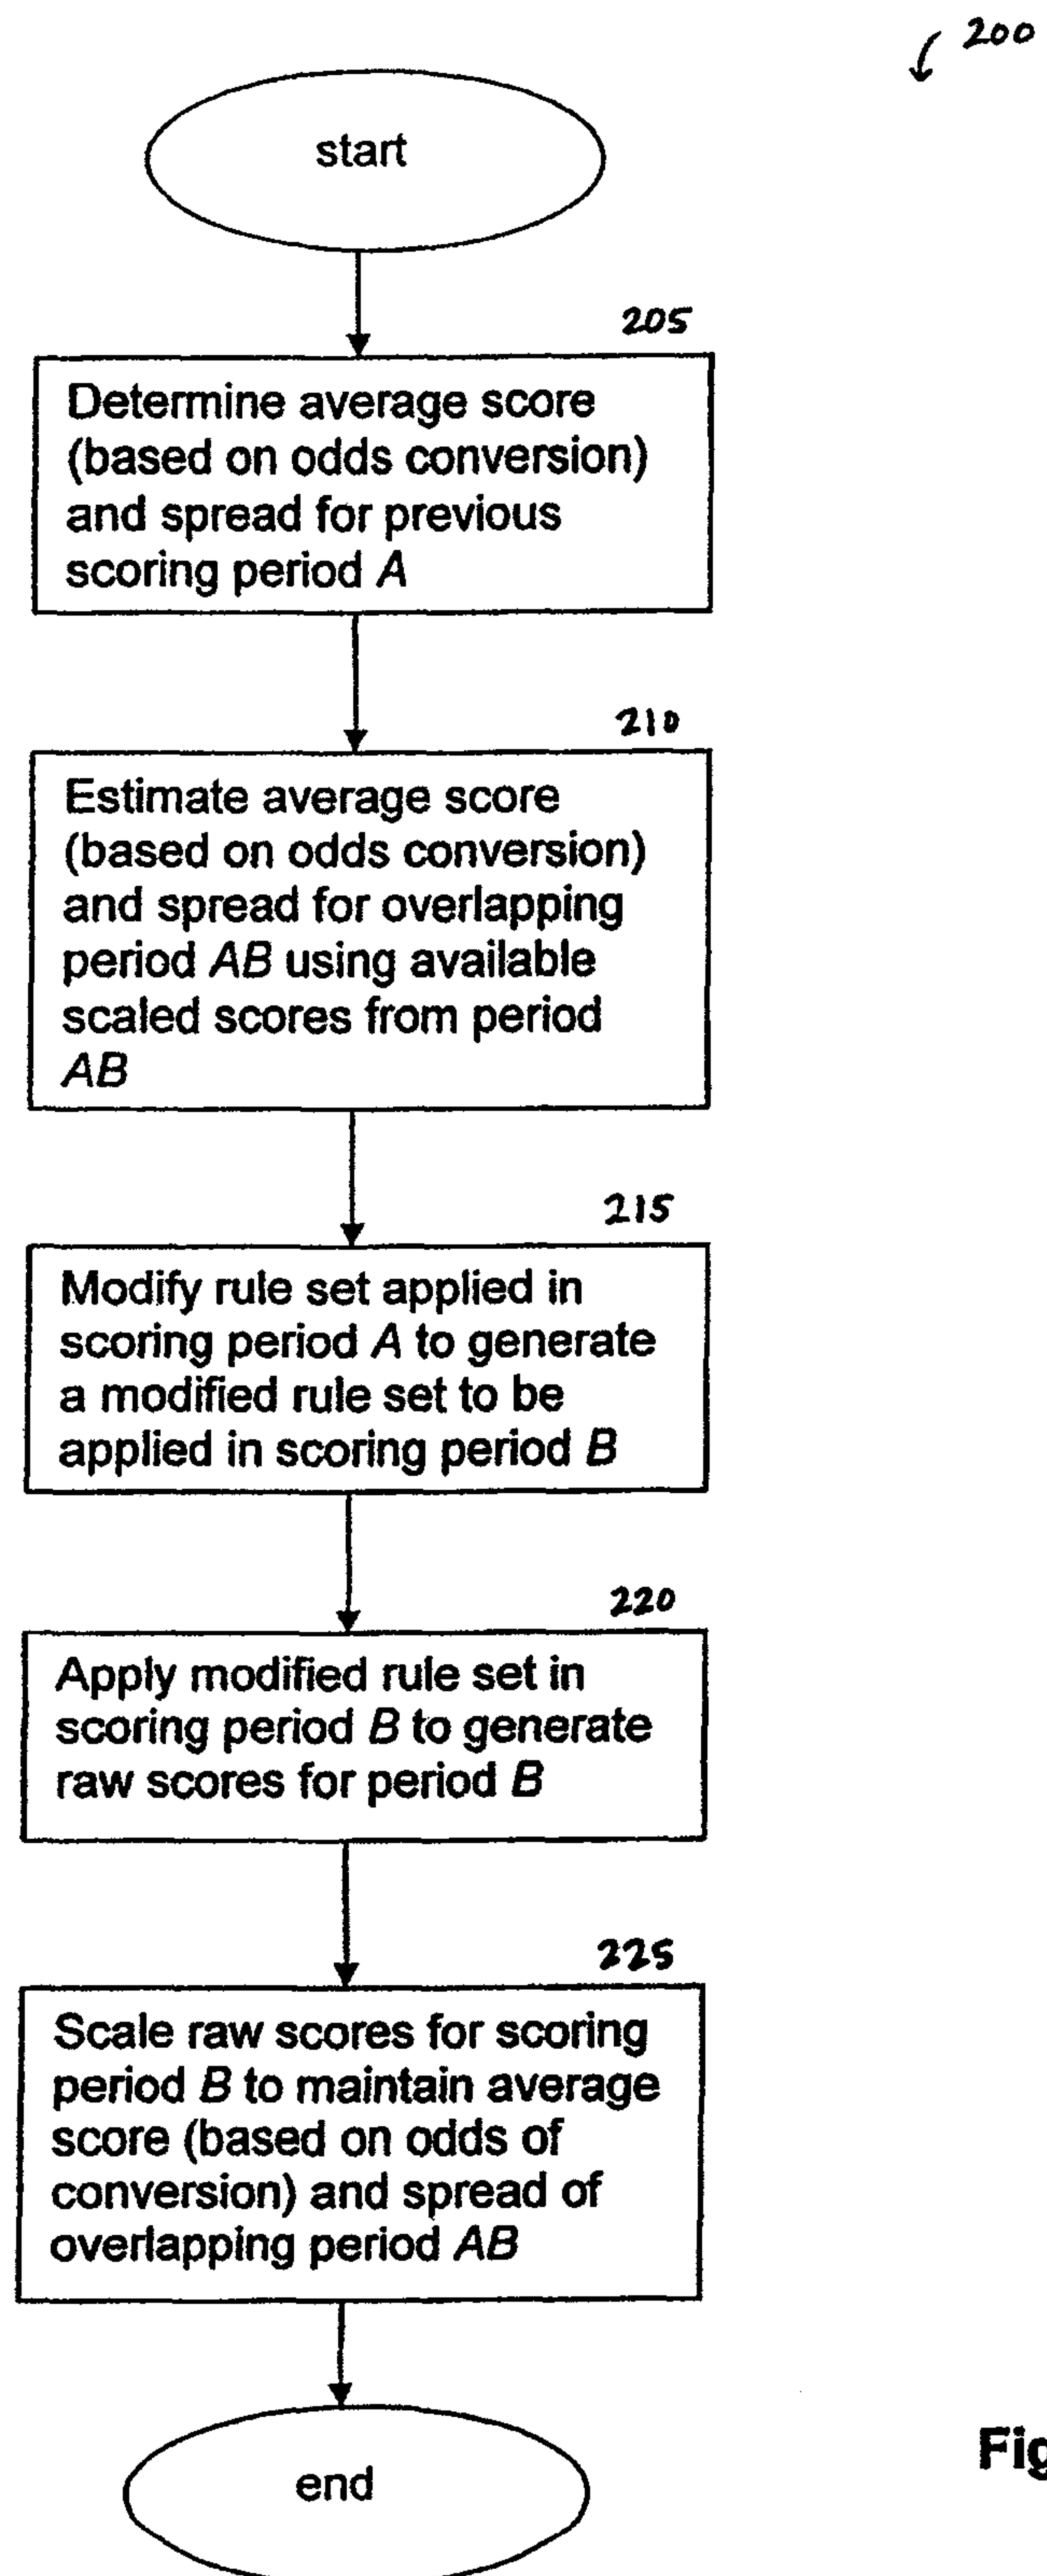 200
start
205
Determine average score
(based on odds conversion)
and spread for previous
scoring period A
210
Estimate average score
(based on odds conversion)
and spread for overlapping
period AB using available
scaled scores from period
AB
215
Modify rule set applied in
scoring period A to generate
a modified rule set to be
applied in scoring period B
220
Apply modified rule set in
scoring period B to generate
raw scores for period B
225
Scale raw scores for scoring
period B to maintain average
score (based on odds of
conversion) and spread of
overlapping period AB
end
Fig